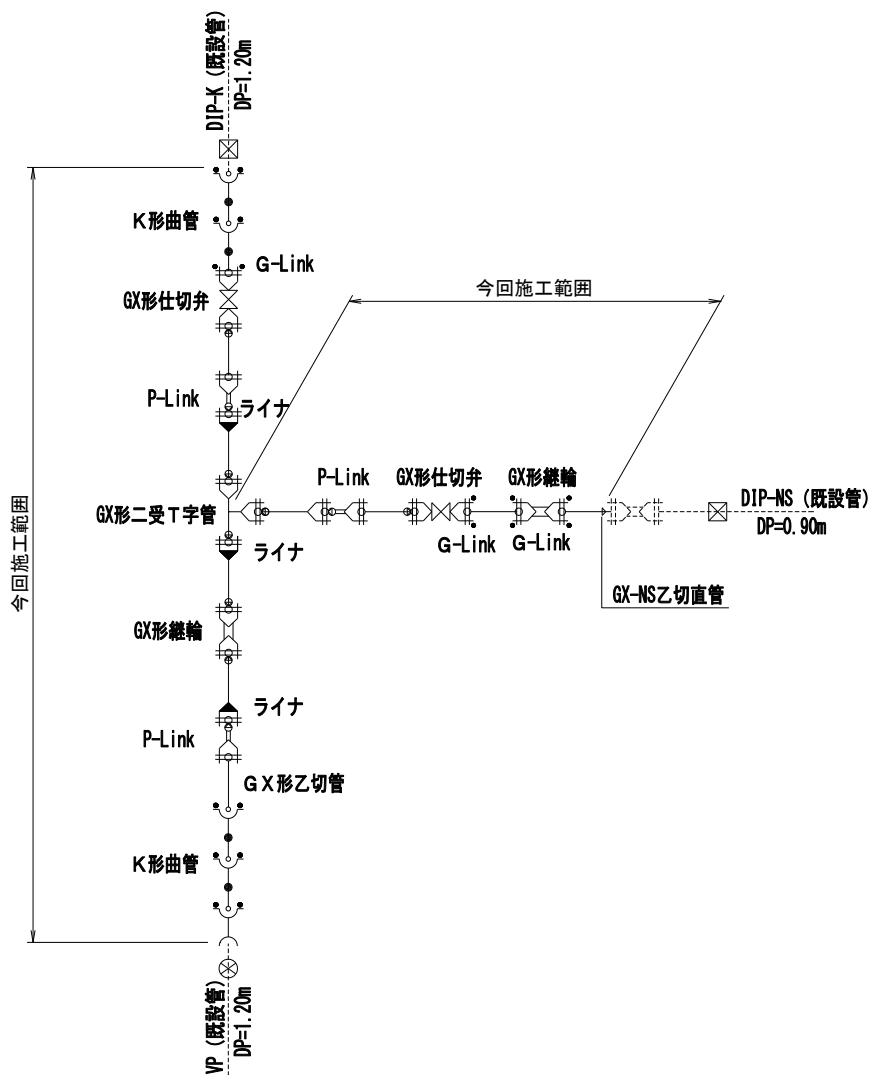 DIP-K (既設管)
DP=1.20m
K形曲管
G-Link
GX形仕切弁
今回施工範囲
P-Link
ライナ
P-Link
GX形仕切弁
GX形継輪
DIP-NS (既設管)
DP=0.90m
GX形二受T字管
G-Link
G-Link
ライナ
GX-NS乙切直管
今回施工範囲
GX形継輪
ライナ
P-Link
GX形乙切管
K形曲管
VP (既設管)
DP=1.20m